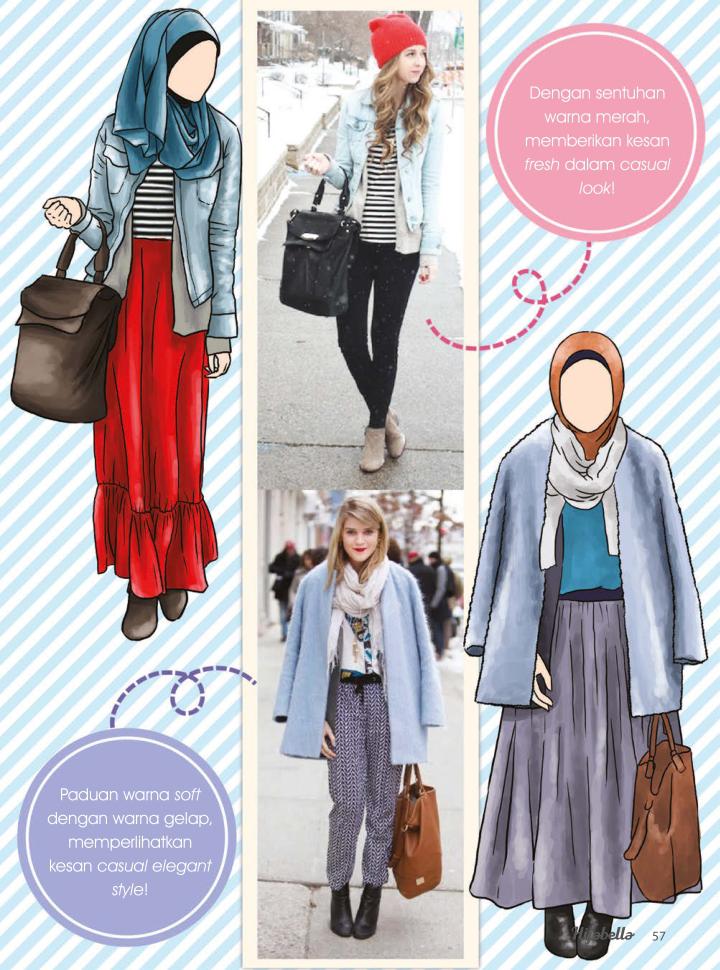 Dengan sentuhan
warna merah,
memberikan kesan
fresh dalam casual
look!
Paduan warna soft
dengan warna gelap,
memperlihatkan
kesan casual elegant
style!
Hijabella 57